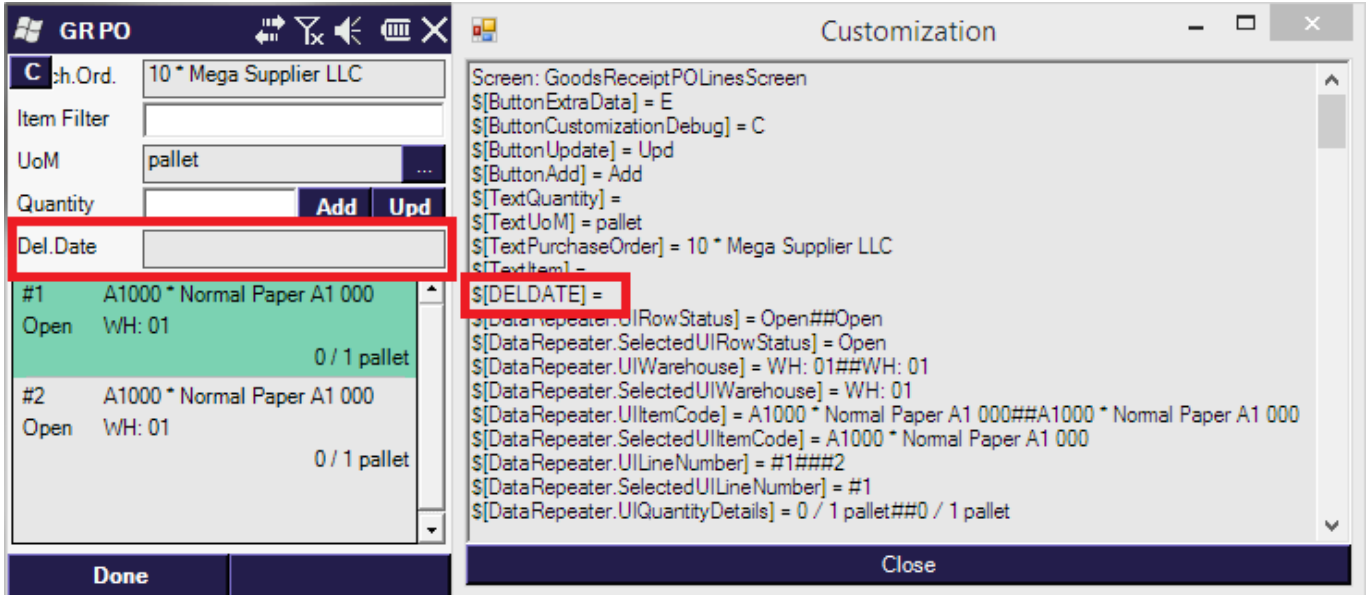 GR PO
C
ch.Ord.
10 * Mega Supplier LLC
Item Filter
UoM
pallet
...
Quantity
Add
Upd
Del.Date
#1 A1000 * Normal Paper A1 000
Open WH: 01
0 / 1 pallet
#2 A1000 * Normal Paper A1 000
Open WH: 01
0 / 1 pallet
Done
Customization
Screen: GoodsReceiptPOLinesScreen
$[ButtonExtraData] = E
$[ButtonCustomizationDebug] = C
$[ButtonUpdate] = Upd
$[ButtonAdd] = Add
$[TextQuantity] =
$[TextUoM] = pallet
$[TextPurchaseOrder] = 10 * Mega Supplier LLC
$[TextItem] =
$[DELDATE] =
$[DataRepeater.UIRowStatus] = Open##Open
$[DataRepeater.SelectedUIRowStatus] = Open
$[DataRepeater.UIWarehouse] = WH: 01##WH: 01
$[DataRepeater.SelectedUIWarehouse] = WH: 01
$[DataRepeater.UIItemCode] = A1000 * Normal Paper A1 000##A1000 * Normal Paper A1 000
$[DataRepeater.SelectedUIItemCode] = A1000 * Normal Paper A1 000
$[DataRepeater.UILineNumber] = #1###2
$[DataRepeater.SelectedUILineNumber] = #1
$[DataRepeater.UIQuantityDetails] = 0 / 1 pallet##0 / 1 pallet
Close